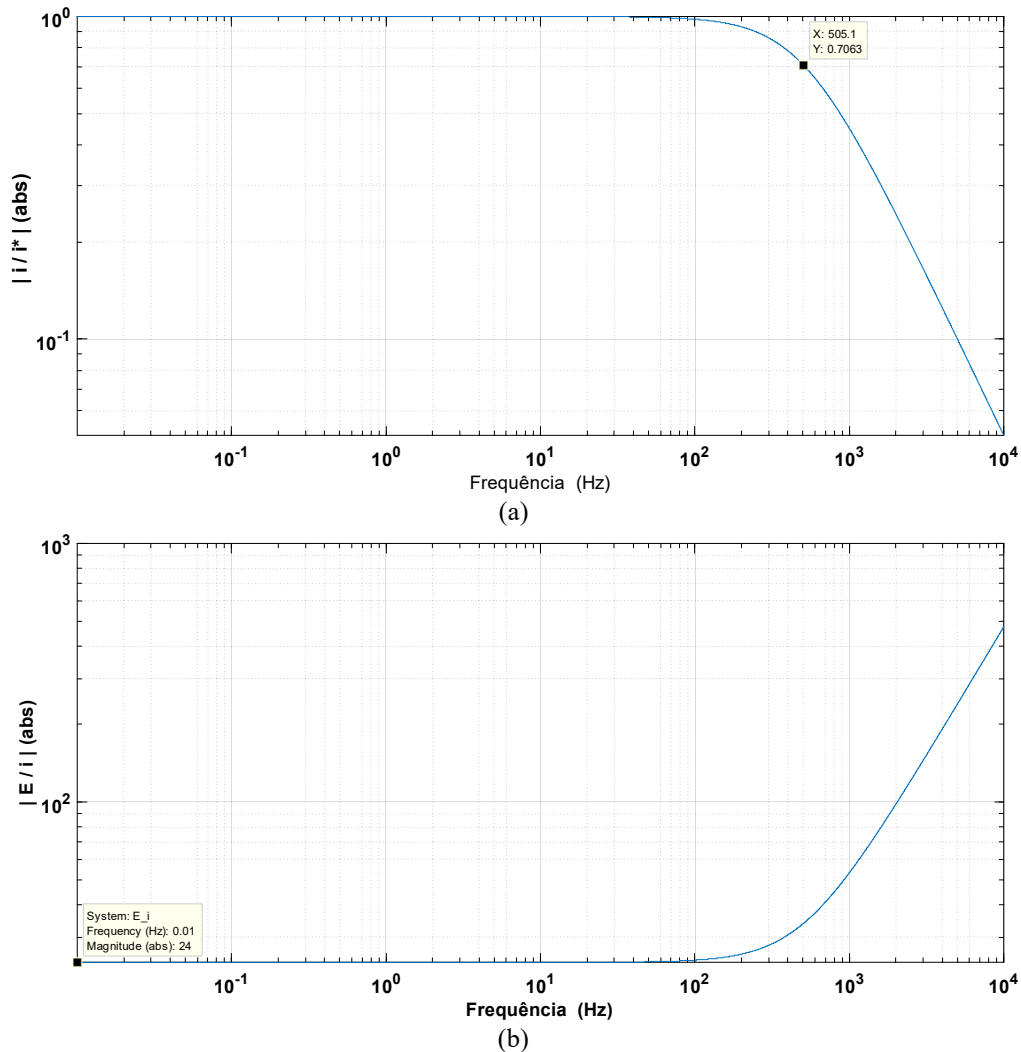 10^0
10^-1
| i / i* | (abs)
X: 505.1
Y: 0.7063
10^-1 10^0 10^1 10^2 10^3 10^4
Frequência (Hz)
(a)
10^3
10^2
| E / i | (abs)
System: E_i
Frequency (Hz): 0.01
Magnitude (abs): 24
10^-1 10^0 10^1 10^2 10^3 10^4
Frequência (Hz)
(b)